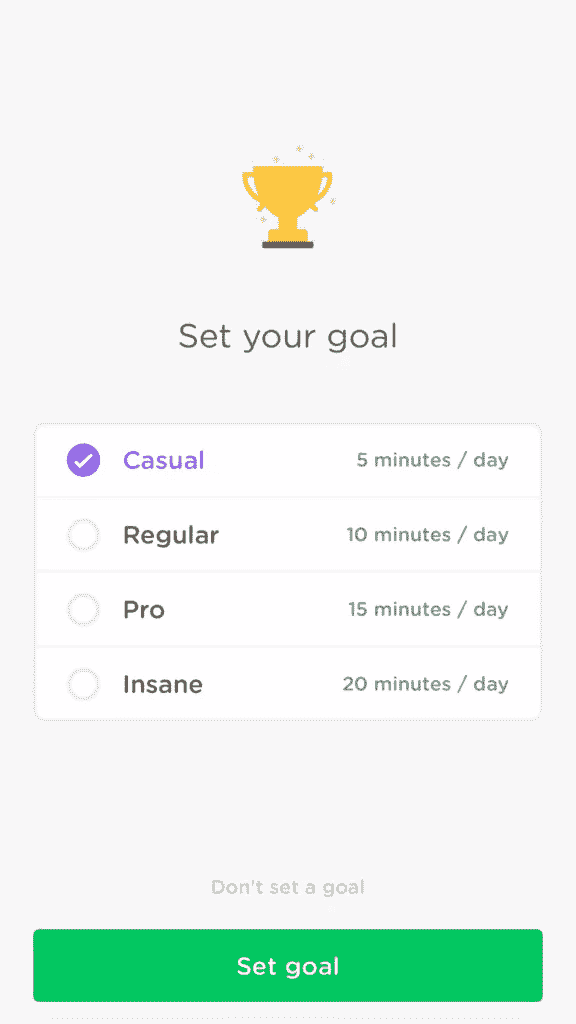 Set your goal
Casual 5 minutes / day
Regular 10 minutes / day
Pro 15 minutes / day
Insane 20 minutes / day
Don't set a goal
Set goal